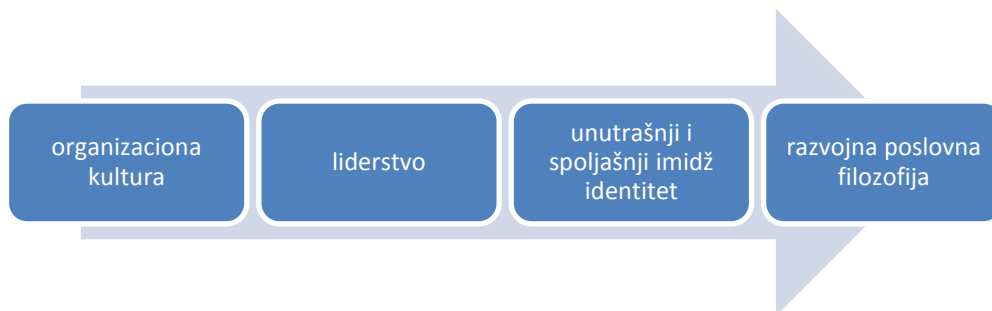 organizaciona
kultura
liderstvo
unutrašnji i
spoljašnji imidž
identitet
razvojna poslovna
filozofija